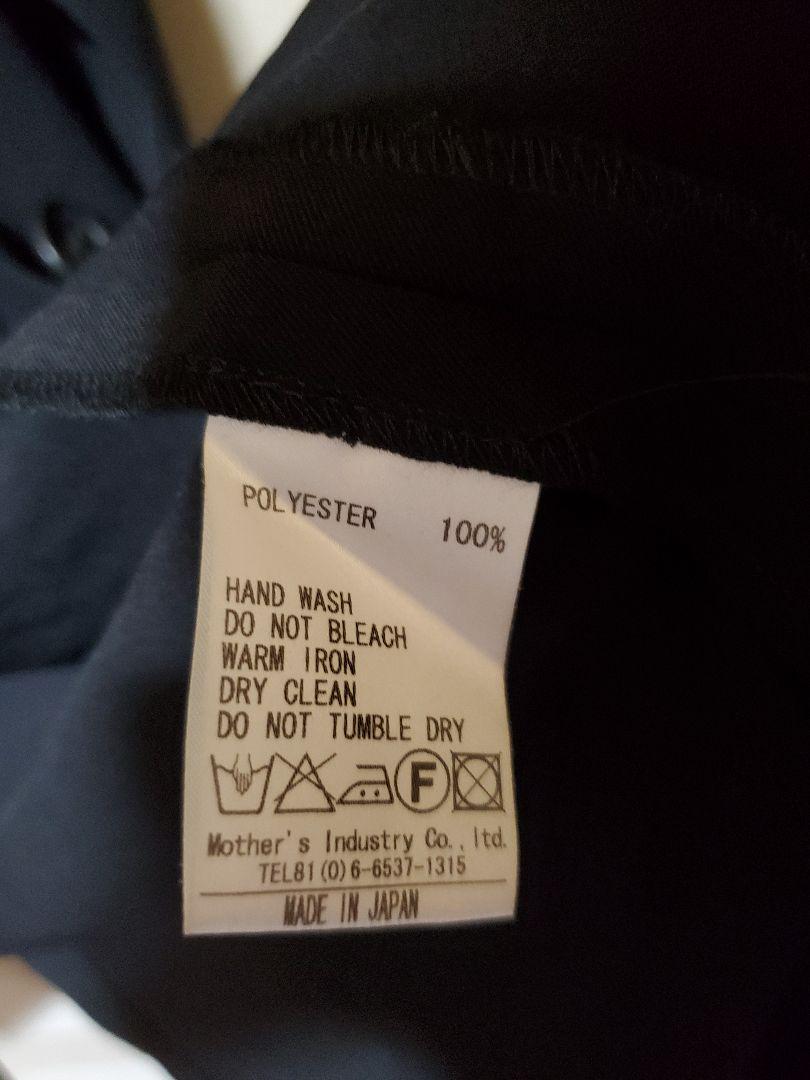 POLYESTER 100%
HAND WASH
DO NOT BLEACH
WARM IRON
DRY CLEAN
DO NOT TUMBLE DRY
F
Mother's Industry Co.,ltd.
TEL81(0)6-6537-1315
MADE IN JAPAN